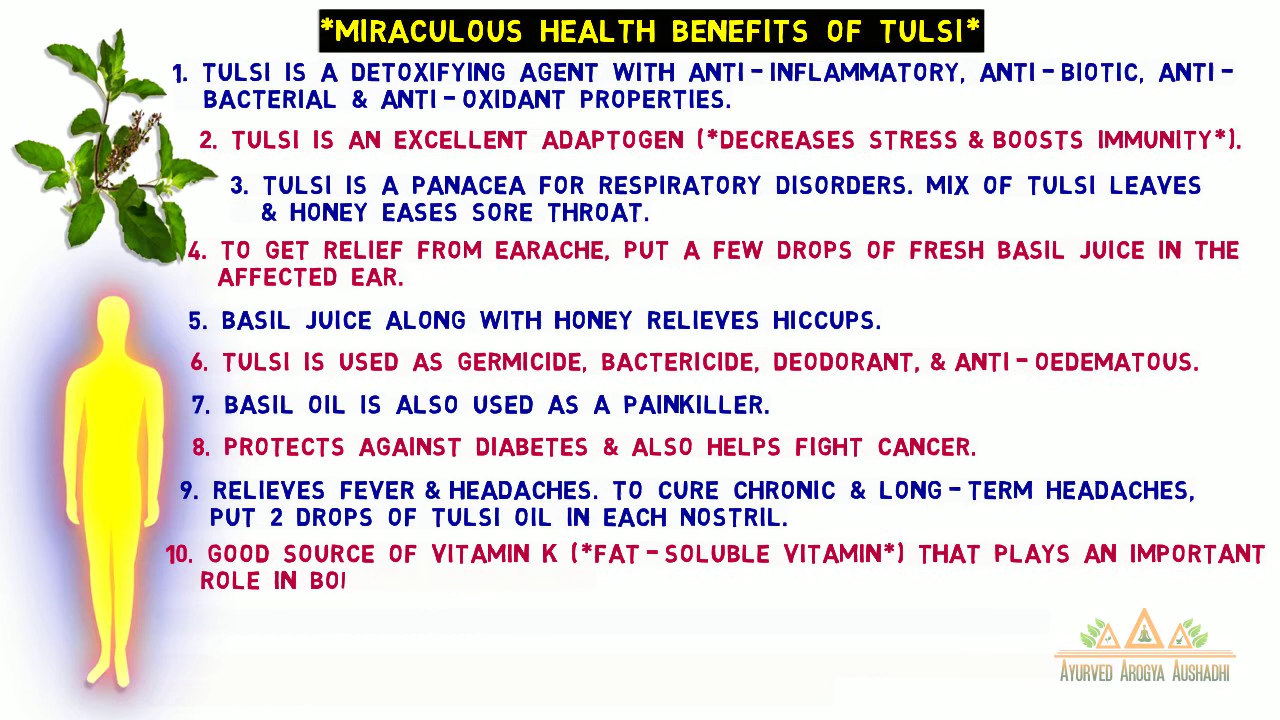 *MIRACULOUS HEALTH BENEFITS OF TULSI*
1. TULSI IS A DETOXIFYING AGENT WITH ANTI-INFLAMMATORY, ANTI-BIOTIC, ANTI-
BACTERIAL & ANTI-OXIDANT PROPERTIES.
2. TULSI IS AN EXCELLENT ADAPTOGEN (*DECREASES STRESS & BOOSTS IMMUNITY*).
3. TULSI IS A PANACEA FOR RESPIRATORY DISORDERS. MIX OF TULSI LEAVES
& HONEY EASES SORE THROAT.
4. TO GET RELIEF FROM EARACHE, PUT A FEW DROPS OF FRESH BASIL JUICE IN THE
AFFECTED EAR.
5. BASIL JUICE ALONG WITH HONEY RELIEVES HICCUPS.
6. TULSI IS USED AS GERMICIDE, BACTERICIDE, DEODORANT, & ANTI-OEDEMATOUS.
7. BASIL OIL IS ALSO USED AS A PAINKILLER.
8. PROTECTS AGAINST DIABETES & ALSO HELPS FIGHT CANCER.
9. RELIEVES FEVER & HEADACHES. TO CURE CHRONIC & LONG-TERM HEADACHES,
PUT 2 DROPS OF TULSI OIL IN EACH NOSTRIL.
10. GOOD SOURCE OF VITAMIN K (*FAT-SOLUBLE VITAMIN*) THAT PLAYS AN IMPORTANT
ROLE IN
AYURVED AROGYA AUSHADHI